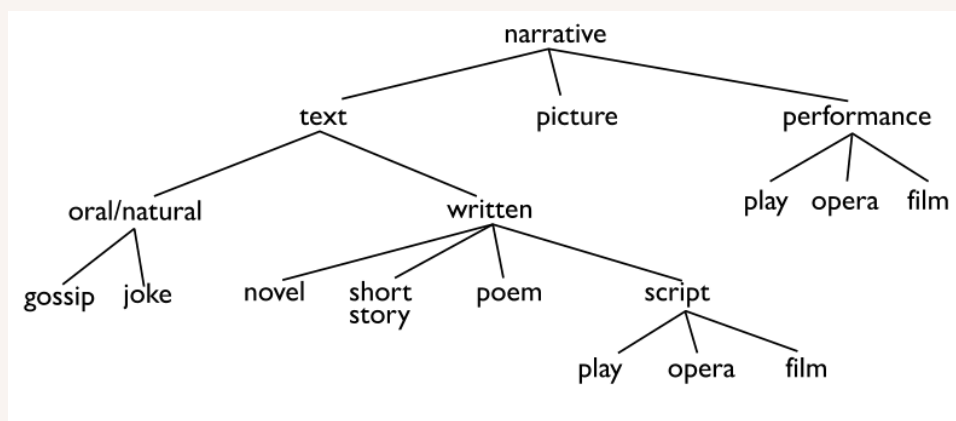 narrative
text picture performance
oral/natural written play opera film
gossip joke novel short story poem script
play opera film